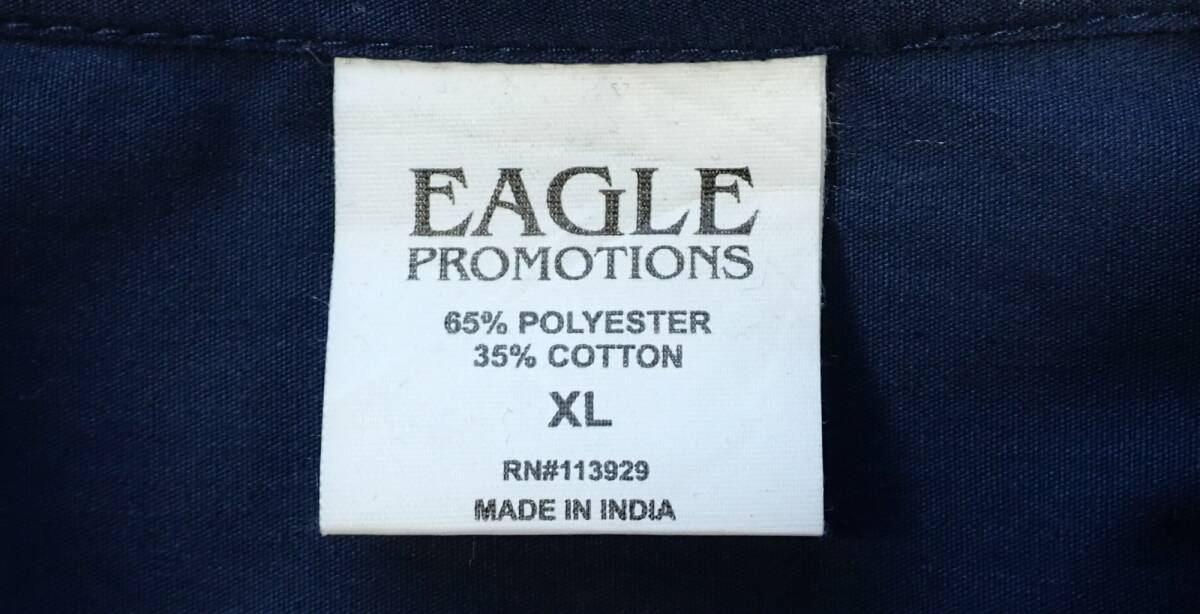 EAGLE
PROMOTIONS
65% POLYESTER
35% COTTON
XL
RN#113929
MADE IN INDIA